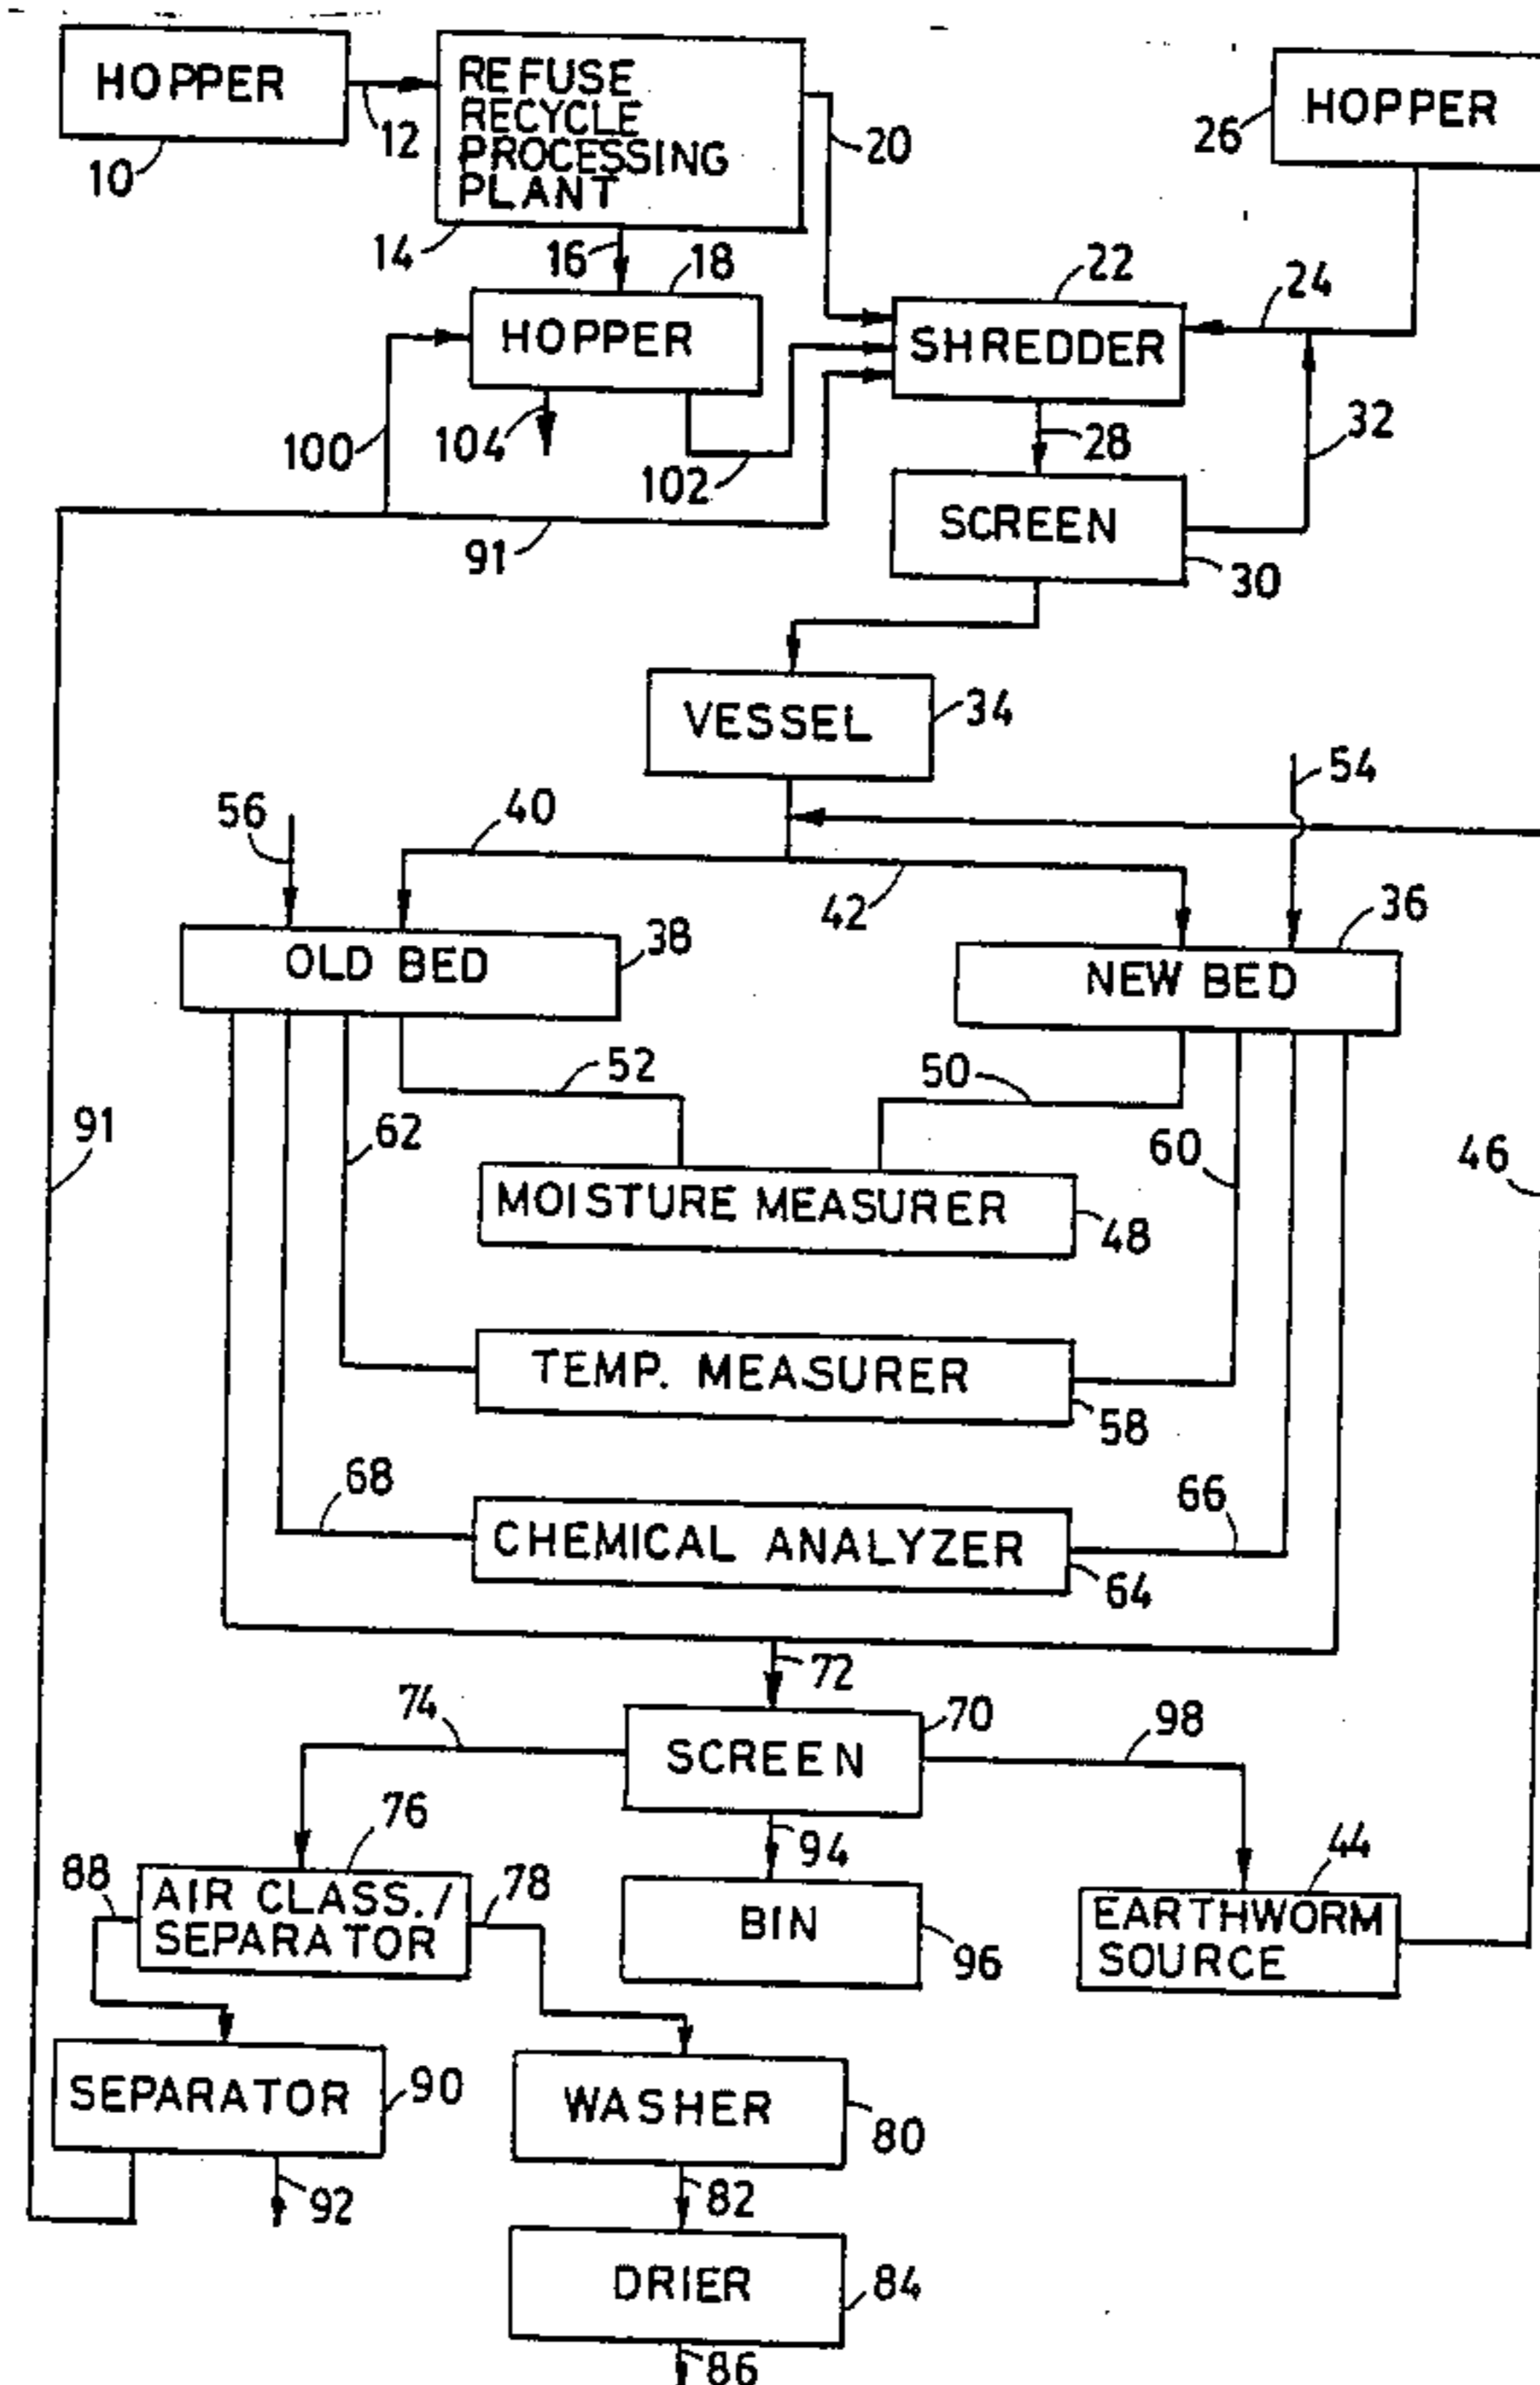 HOPPER
10
12
REFUSE
RECYCLE
PROCESSING
PLANT
14
20
26
HOPPER
16
18
HOPPER
22
SHREDDER
24
100
104
102
28
32
91
SCREEN
30
VESSEL
34
54
56
40
42
36
OLD BED
38
NEW BED
52
50
91
62
60
46
MOISTURE MEASURER
48
TEMP. MEASURER
58
68
66
CHEMICAL ANALYZER
64
72
74
70
98
SCREEN
76
94
44
88
AIR CLASS./
SEPARATOR
78
BIN
96
EARTHWORM
SOURCE
SEPARATOR
90
WASHER
80
92
82
DRIER
84
86